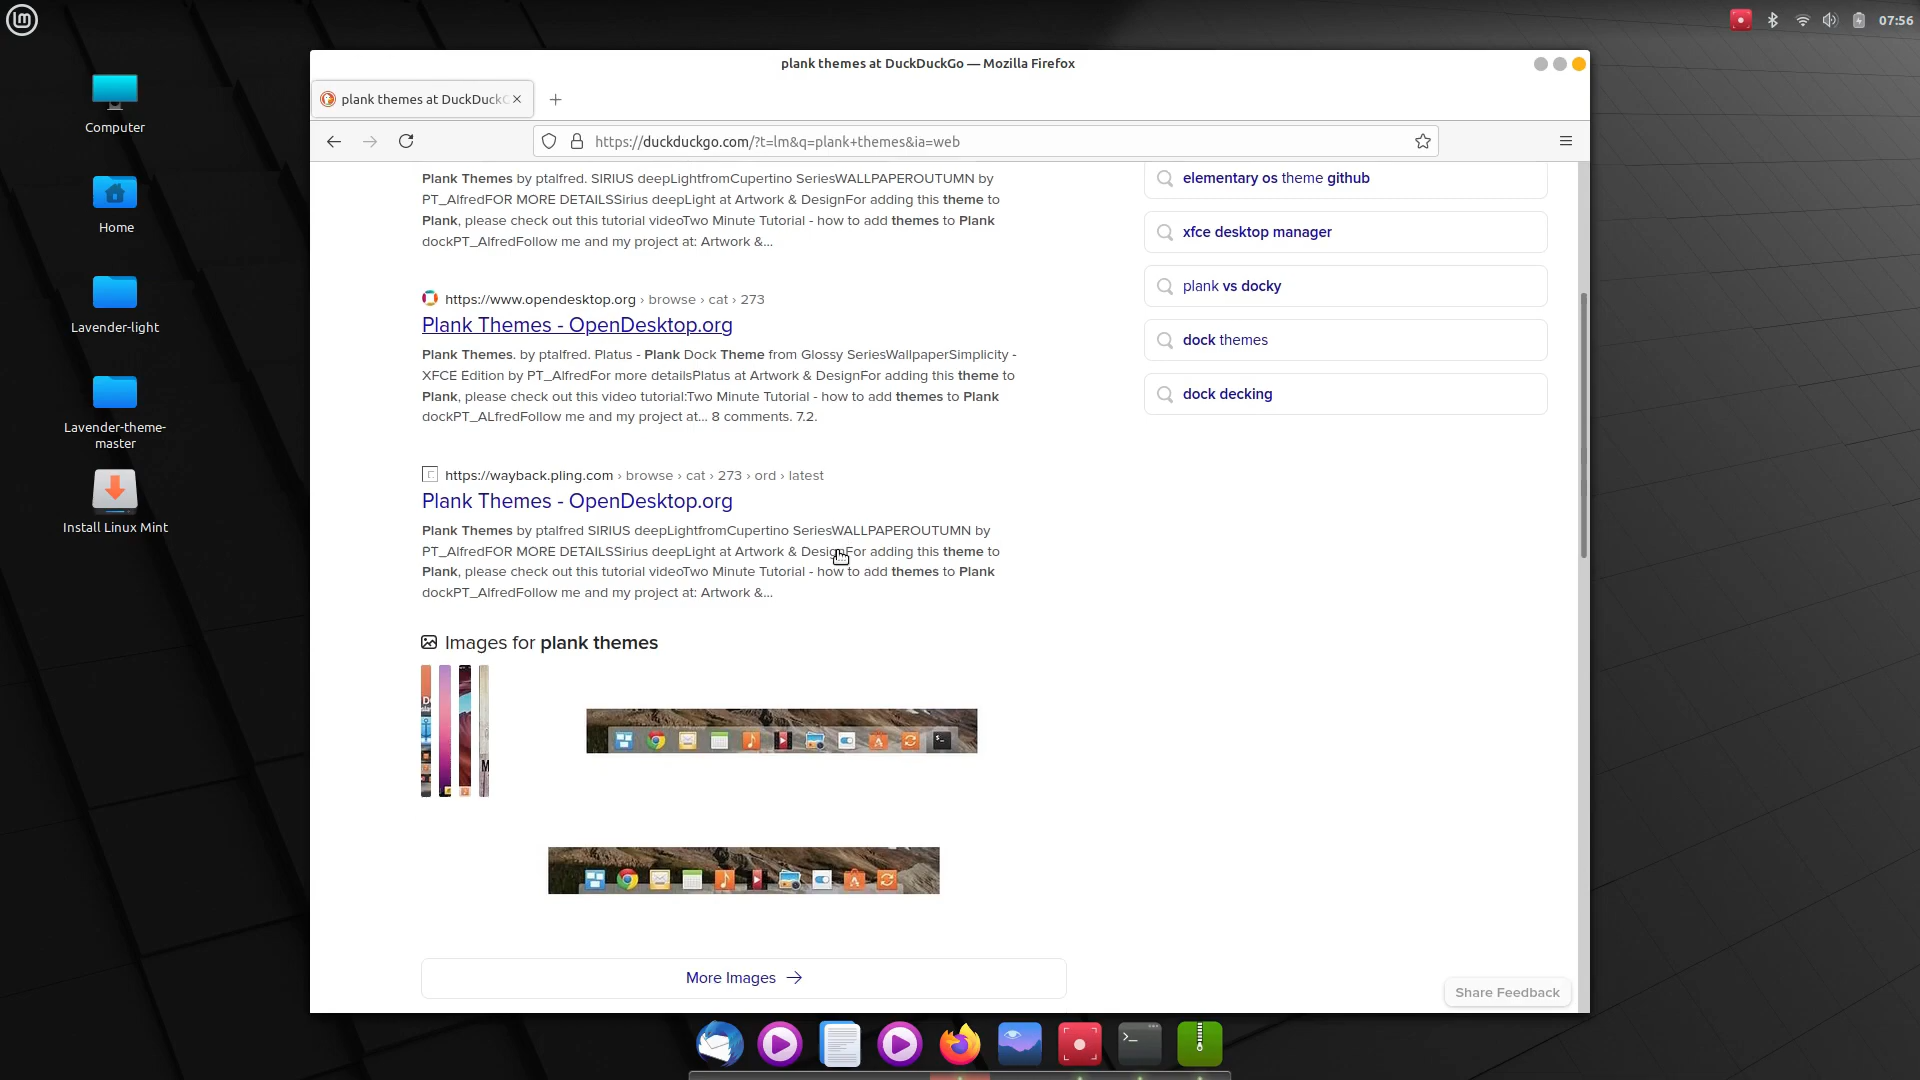 07:56
plank themes at DuckDuckGo — Mozilla Firefox
plank themes at DuckDuckG
https://duckduckgo.com/?t=lm&q=plank+themes&ia=web
Computer
Home
Lavender-light
Lavender-theme-
master
Install Linux Mint
Plank Themes by ptalfred. SIRIUS deepLightfromCupertino SeriesWALLPAPEROUTUMN by
PT_AlfredFOR MORE DETAILSSirius deepLight at Artwork & DesignFor adding this theme to
Plank, please check out this tutorial videoTwo Minute Tutorial - how to add themes to Plank
dockPT_AlfredFollow me and my project at: Artwork &...
https://www.opendesktop.org › browse › cat › 273
Plank Themes - OpenDesktop.org
Plank Themes. by ptalfred. Platus - Plank Dock Theme from Glossy SeriesWallpaperSimplicity -
XFCE Edition by PT_AlfredFor more detailsPlatus at Artwork & DesignFor adding this theme to
Plank, please check out this video tutorial:Two Minute Tutorial - how to add themes to Plank
dockPT_ALfredFollow me and my project at... 8 comments. 7.2.
https://wayback.pling.com › browse › cat › 273 › ord › latest
Plank Themes - OpenDesktop.org
Plank Themes by ptalfred SIRIUS deepLightfromCupertino SeriesWALLPAPEROUTUMN by
PT_AlfredFOR MORE DETAILSSirius deepLight at Artwork & DesignFor adding this theme to
Plank, please check out this tutorial videoTwo Minute Tutorial - how to add themes to Plank
dockPT_AlfredFollow me and my project at: Artwork &...
Images for plank themes
More Images
elementary os theme github
xfce desktop manager
plank vs docky
dock themes
dock decking
Share Feedback